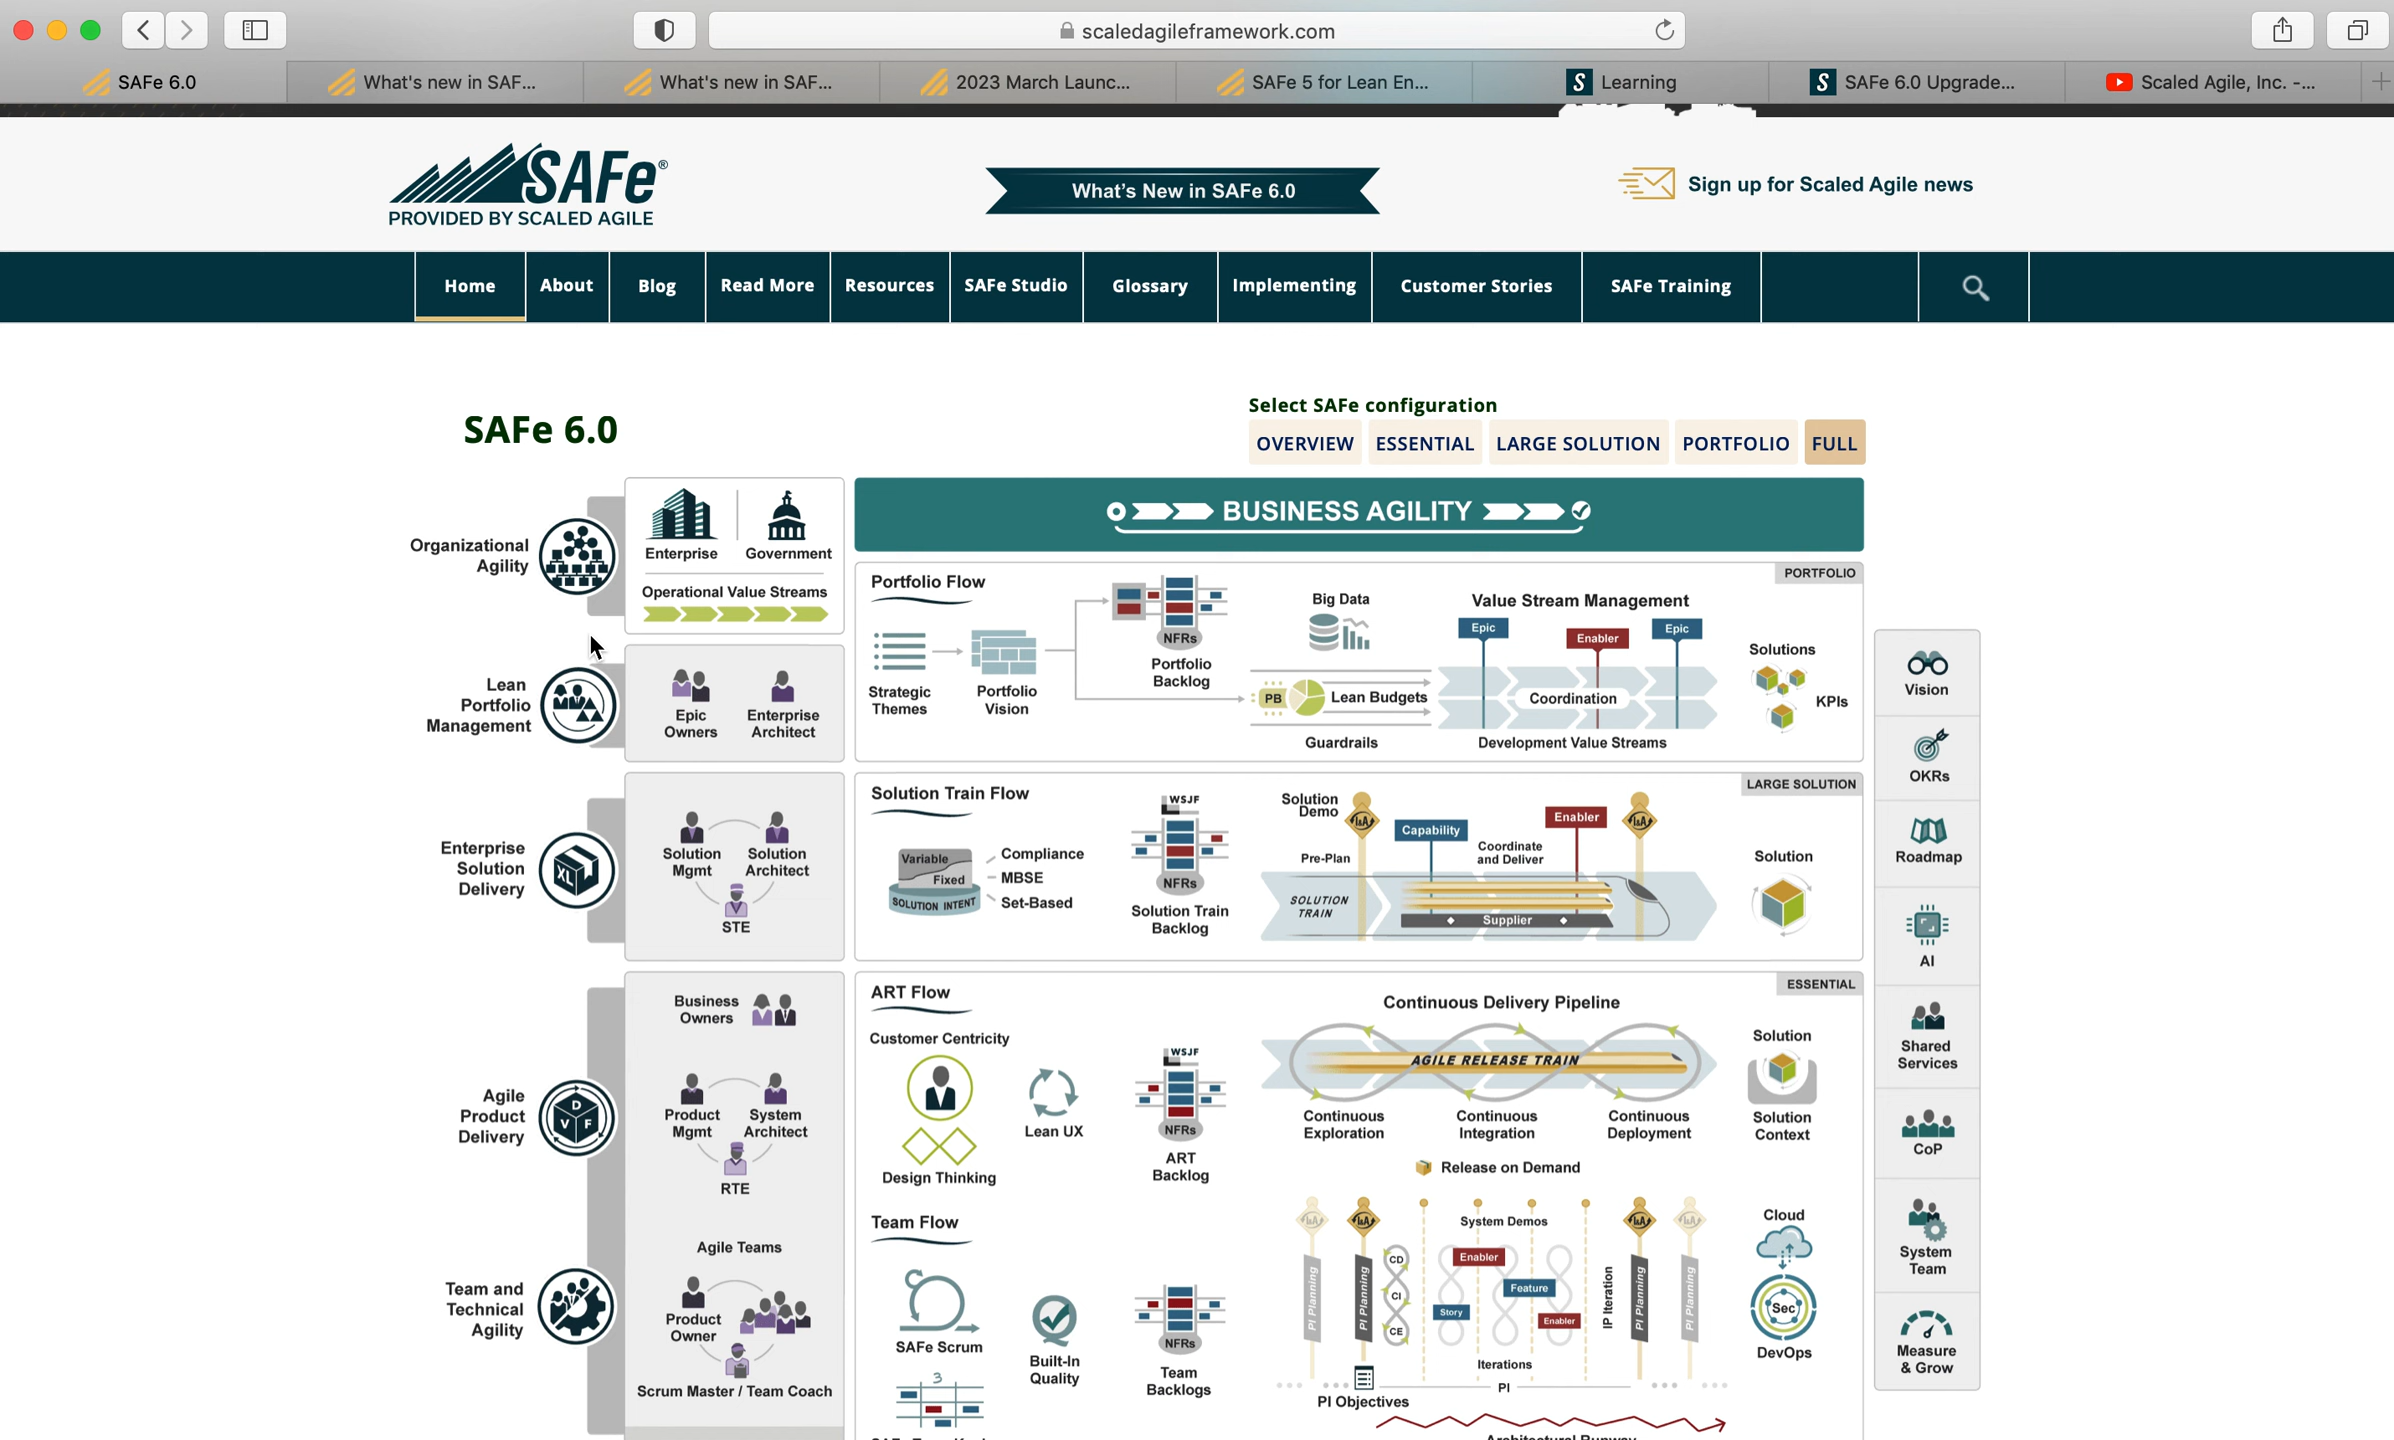 scaledagileframework.com
SAFe 6.0
What's new in SAF...
What's new in SAF...
2023 March Launc...
SAFe 5 for Lean En...
Learning
SAFe 6.0 Upgrade...
Scaled Agile, Inc. -...
SAFe®
PROVIDED BY SCALED AGILE
What's New in SAFe 6.0
Sign up for Scaled Agile news
Home
About
Blog
Read More
Resources
SAFe Studio
Glossary
Implementing
Customer Stories
SAFe Training
SAFe 6.0
Select SAFe configuration
OVERVIEW
ESSENTIAL
LARGE SOLUTION
PORTFOLIO
FULL
Organizational
Agility
Enterprise
Government
Operational Value Streams
BUSINESS AGILITY
Lean
Portfolio
Management
Epic
Owners
Enterprise
Architect
Portfolio Flow
PORTFOLIO
Strategic
Themes
Portfolio
Vision
NFRs
Portfolio
Backlog
Big Data
PB
Lean Budgets
Guardrails
Value Stream Management
Epic
Enabler
Epic
Coordination
Development Value Streams
Solutions
KPIs
Enterprise
Solution
Delivery
XL
Solution
Mgmt
Solution
Architect
STE
Solution Train Flow
LARGE SOLUTION
Variable
Fixed
SOLUTION INTENT
Compliance
MBSE
Set-Based
WSJF
NFRs
Solution Train
Backlog
Solution
Demo
I&A
Pre-Plan
Capability
Coordinate
and Deliver
Enabler
I&A
SOLUTION
TRAIN
Supplier
Solution
Agile
Product
Delivery
D
V F
Business
Owners
Product
Mgmt
System
Architect
RTE
ART Flow
ESSENTIAL
Customer Centricity
Design Thinking
Lean UX
WSJF
NFRs
ART
Backlog
Continuous Delivery Pipeline
AGILE RELEASE TRAIN
Continuous
Exploration
Continuous
Integration
Continuous
Deployment
Release on Demand
Solution
Solution
Context
Team and
Technical
Agility
Agile Teams
Product
Owner
Scrum Master / Team Coach
Team Flow
SAFe Scrum
3
Built-In
Quality
NFRs
Team
Backlogs
I&A
I&A
System Demos
I&A
I&A
PI Planning
PI Planning
CD
CI
CE
Enabler
Feature
Story
Enabler
IP Iteration
PI Planning
PI Planning
Iterations
PI
PI Objectives
Cloud
Sec
DevOps
Vision
OKRs
Roadmap
AI
Shared
Services
CoP
System
Team
Measure
& Grow